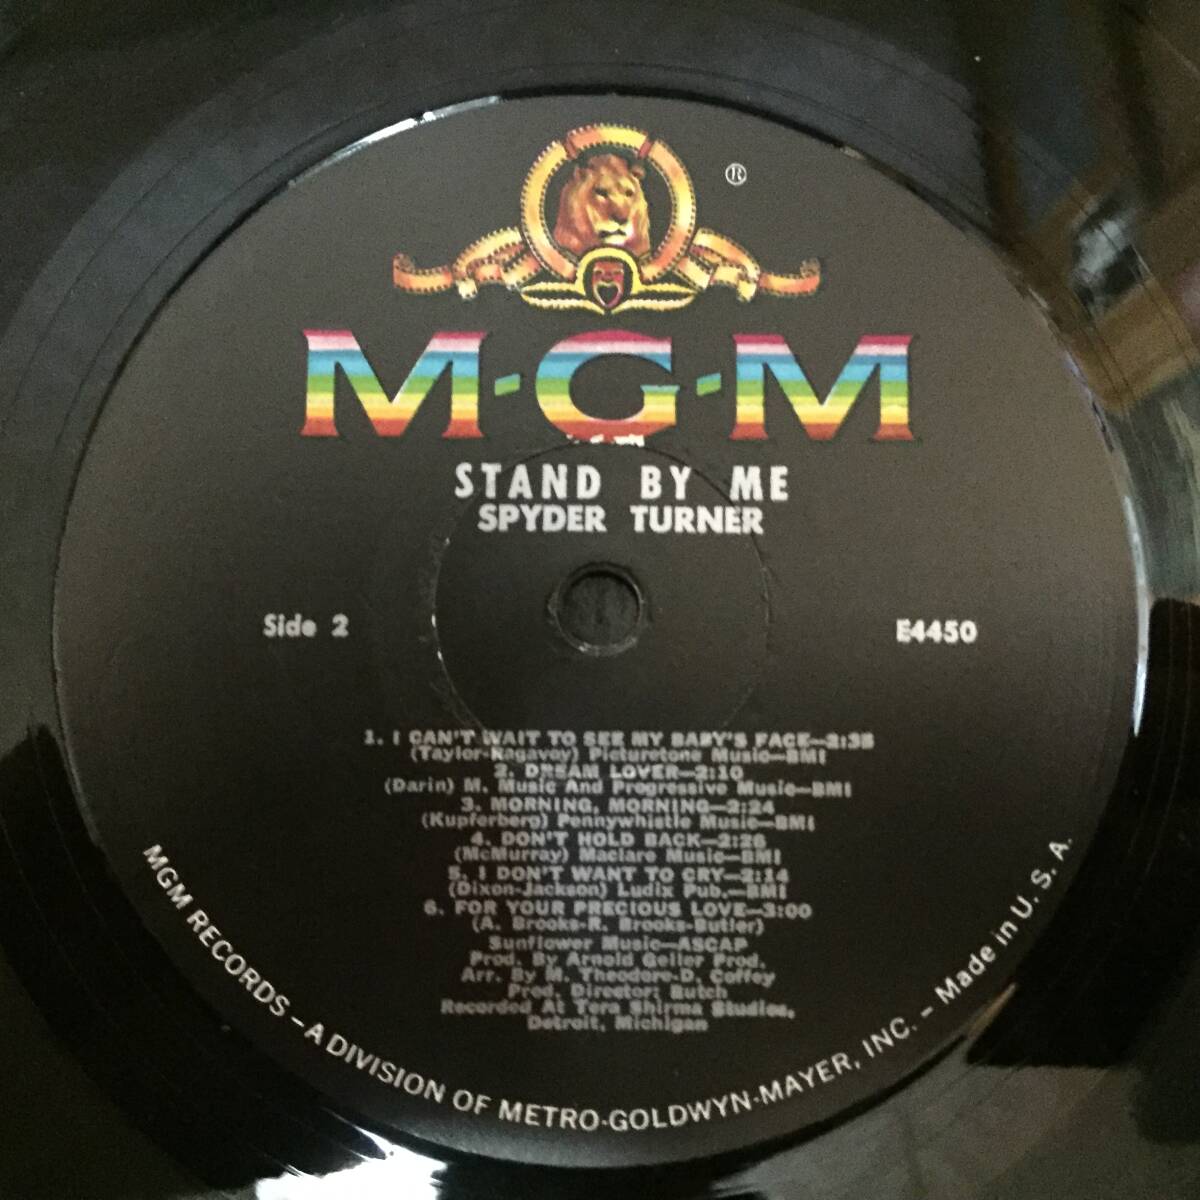 ®
M-G-M
STAND BY ME
SPYDER TURNER
Side 2
E4450
1. I CAN'T WAIT TO SEE MY BABY'S FACE—2:38
(Taylor-Ragavoy) Picturetone Music—BMI
2. DREAM LOVER—2:10
(Darin) M. Music And Progressive Music—BMI
3. MORNING, MORNING—2:24
(Kupferberg) Pennywhistle Music—BMI
4. DON'T HOLD BACK—2:26
(McMurray) Maclare Music—BMI
5. I DON'T WANT TO CRY—2:14
(Dixon-Jackson) Ludix Pub.—BMI
6. FOR YOUR PRECIOUS LOVE—3:00
(A. Brooks-R. Brooks-Butler)
Sunflower Music—ASCAP
Prod. By Arnold Geller Prod.
Arr. By M. Theodore-D. Coffey
Prod. Director: Butch
Recorded At Tera Shirma Studios,
Detroit, Michigan
MGM RECORDS – A DIVISION OF METRO-GOLDWYN-MAYER, INC. – Made in U. S. A.